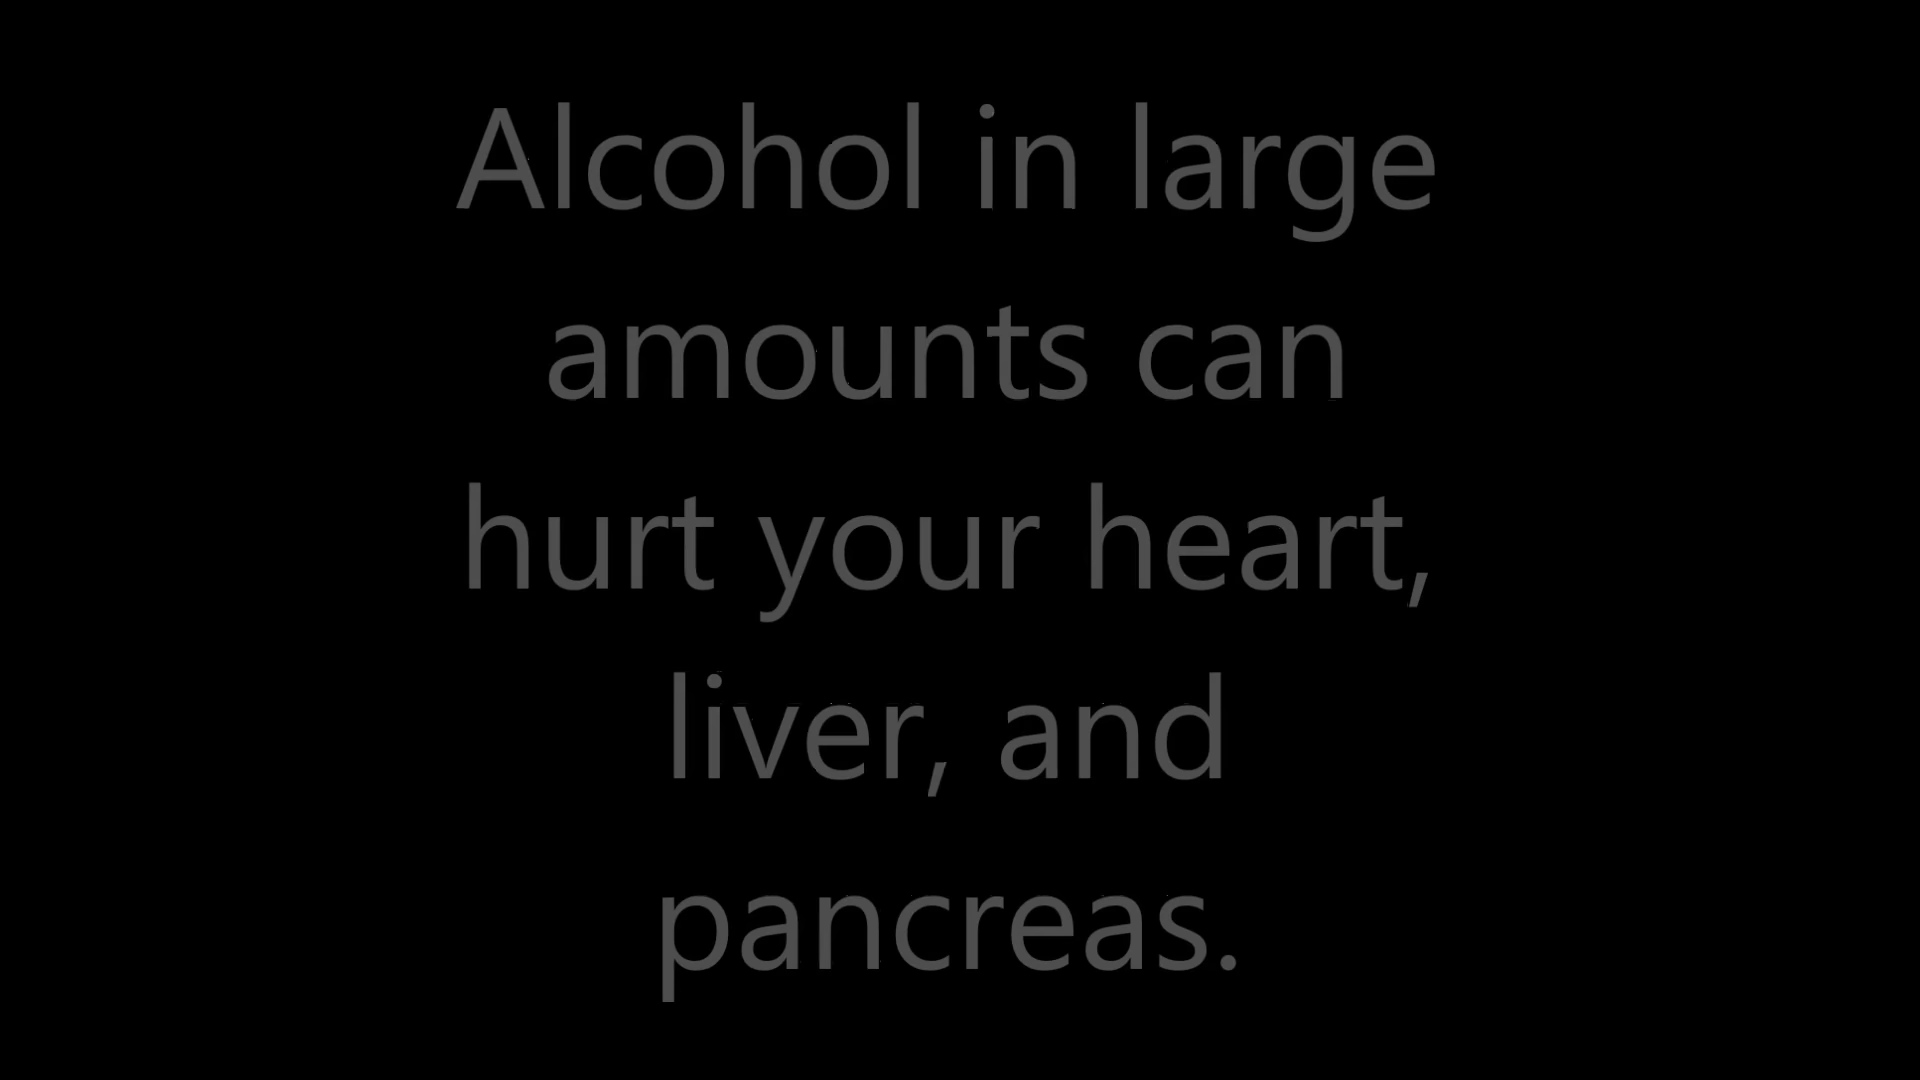 Alcohol in large
amounts can
hurt your heart,
liver, and
pancreas.